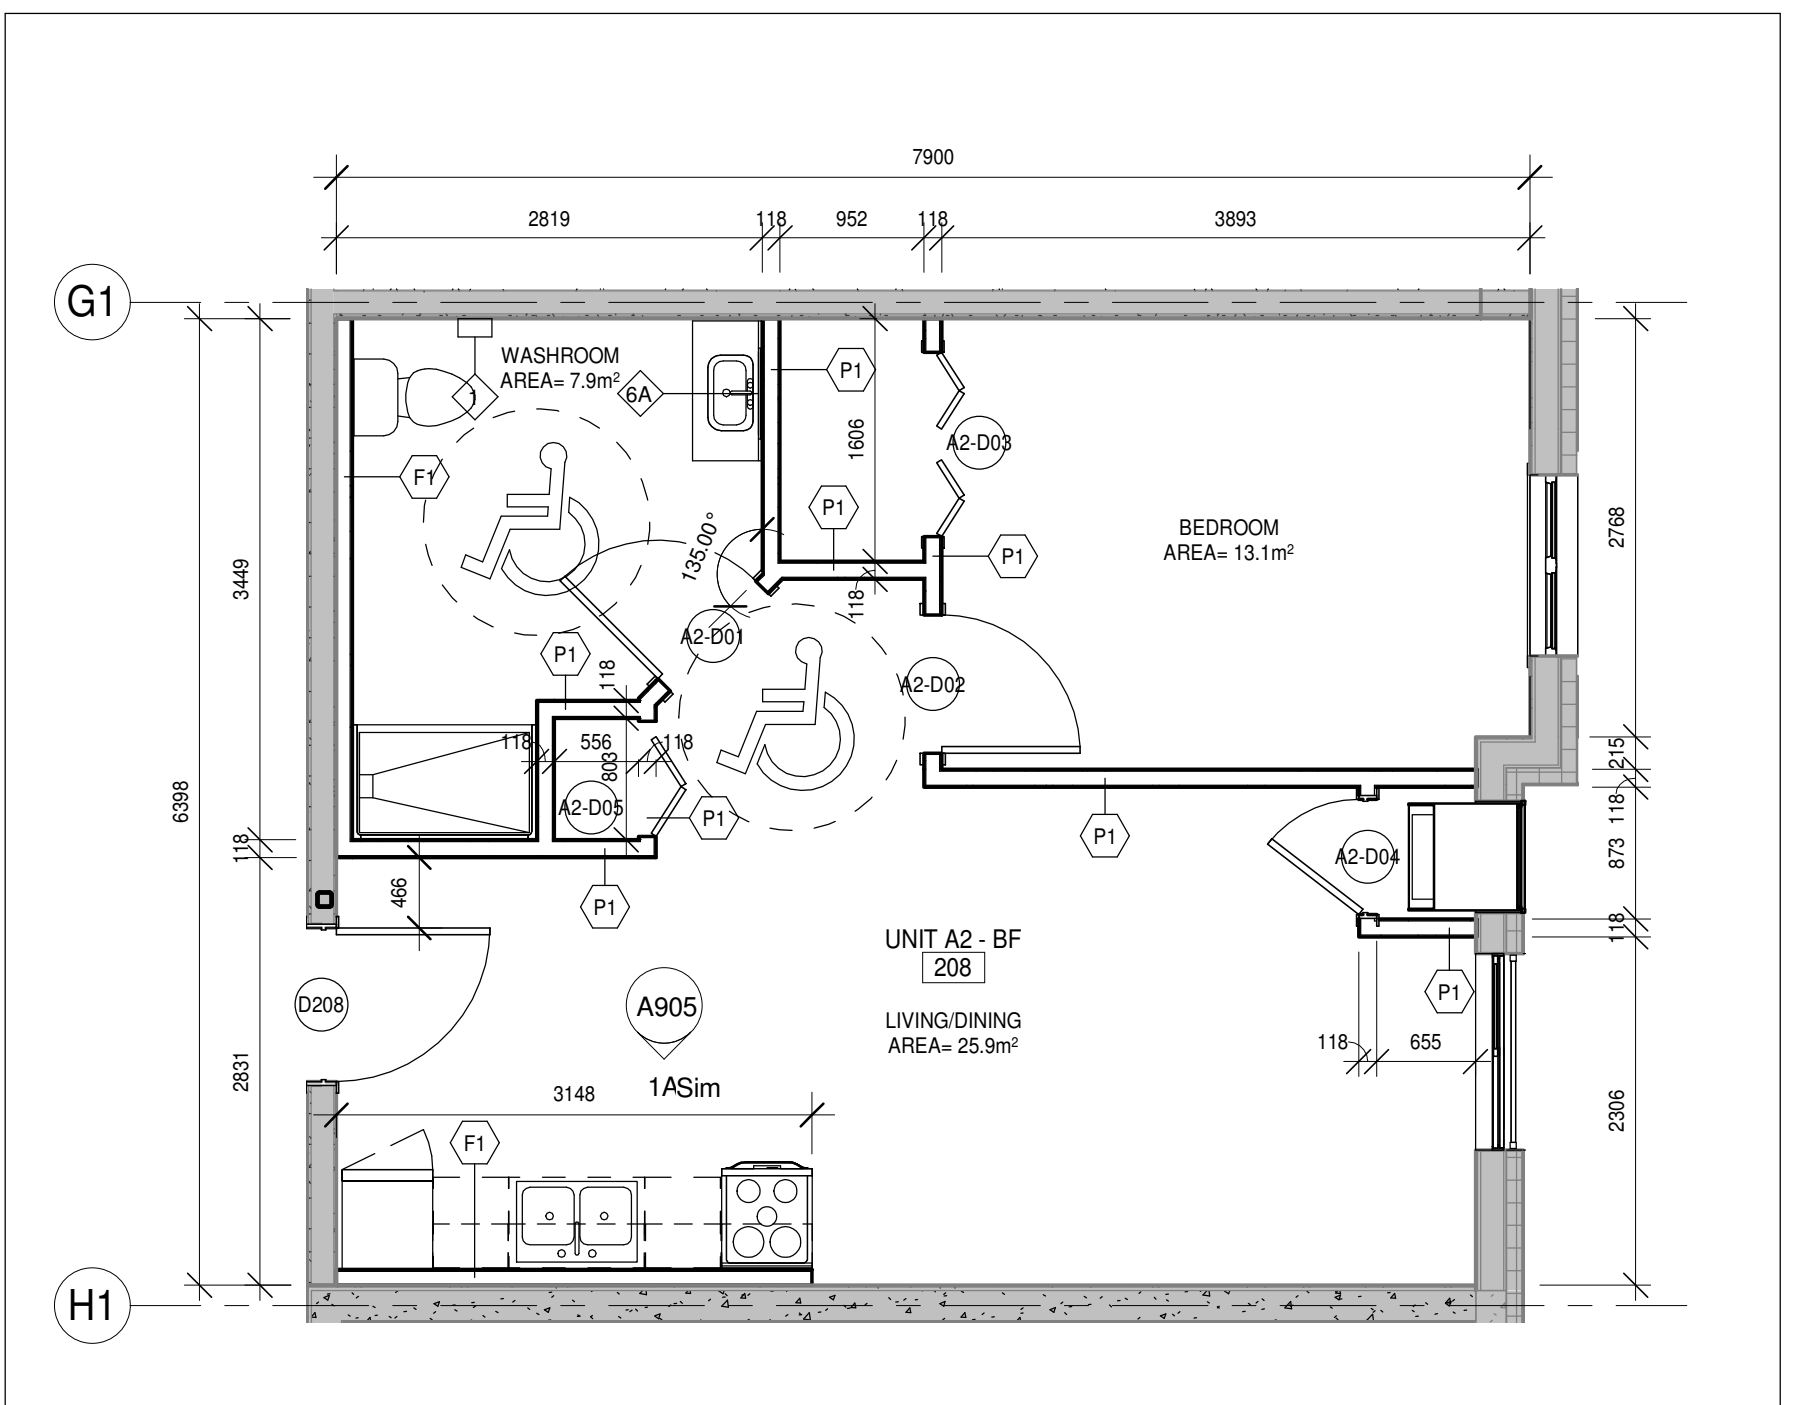 7900
2819
118
952
118
3893
G1
WASHROOM
AREA= 7.9m²
1
6A
P1
F1
1606
A2-D03
P1
P1
135.00°
118
BEDROOM
AREA= 13.1m²
2768
3449
6398
A2-D01
A2-D02
P1
118
118
556
118
803
A2-D05
P1
P1
215
118
873
A2-D04
118
118
466
P1
UNIT A2 - BF
208
P1
D208
A905
1A
Sim
LIVING/DINING
AREA= 25.9m²
118
655
2831
3148
F1
2306
H1